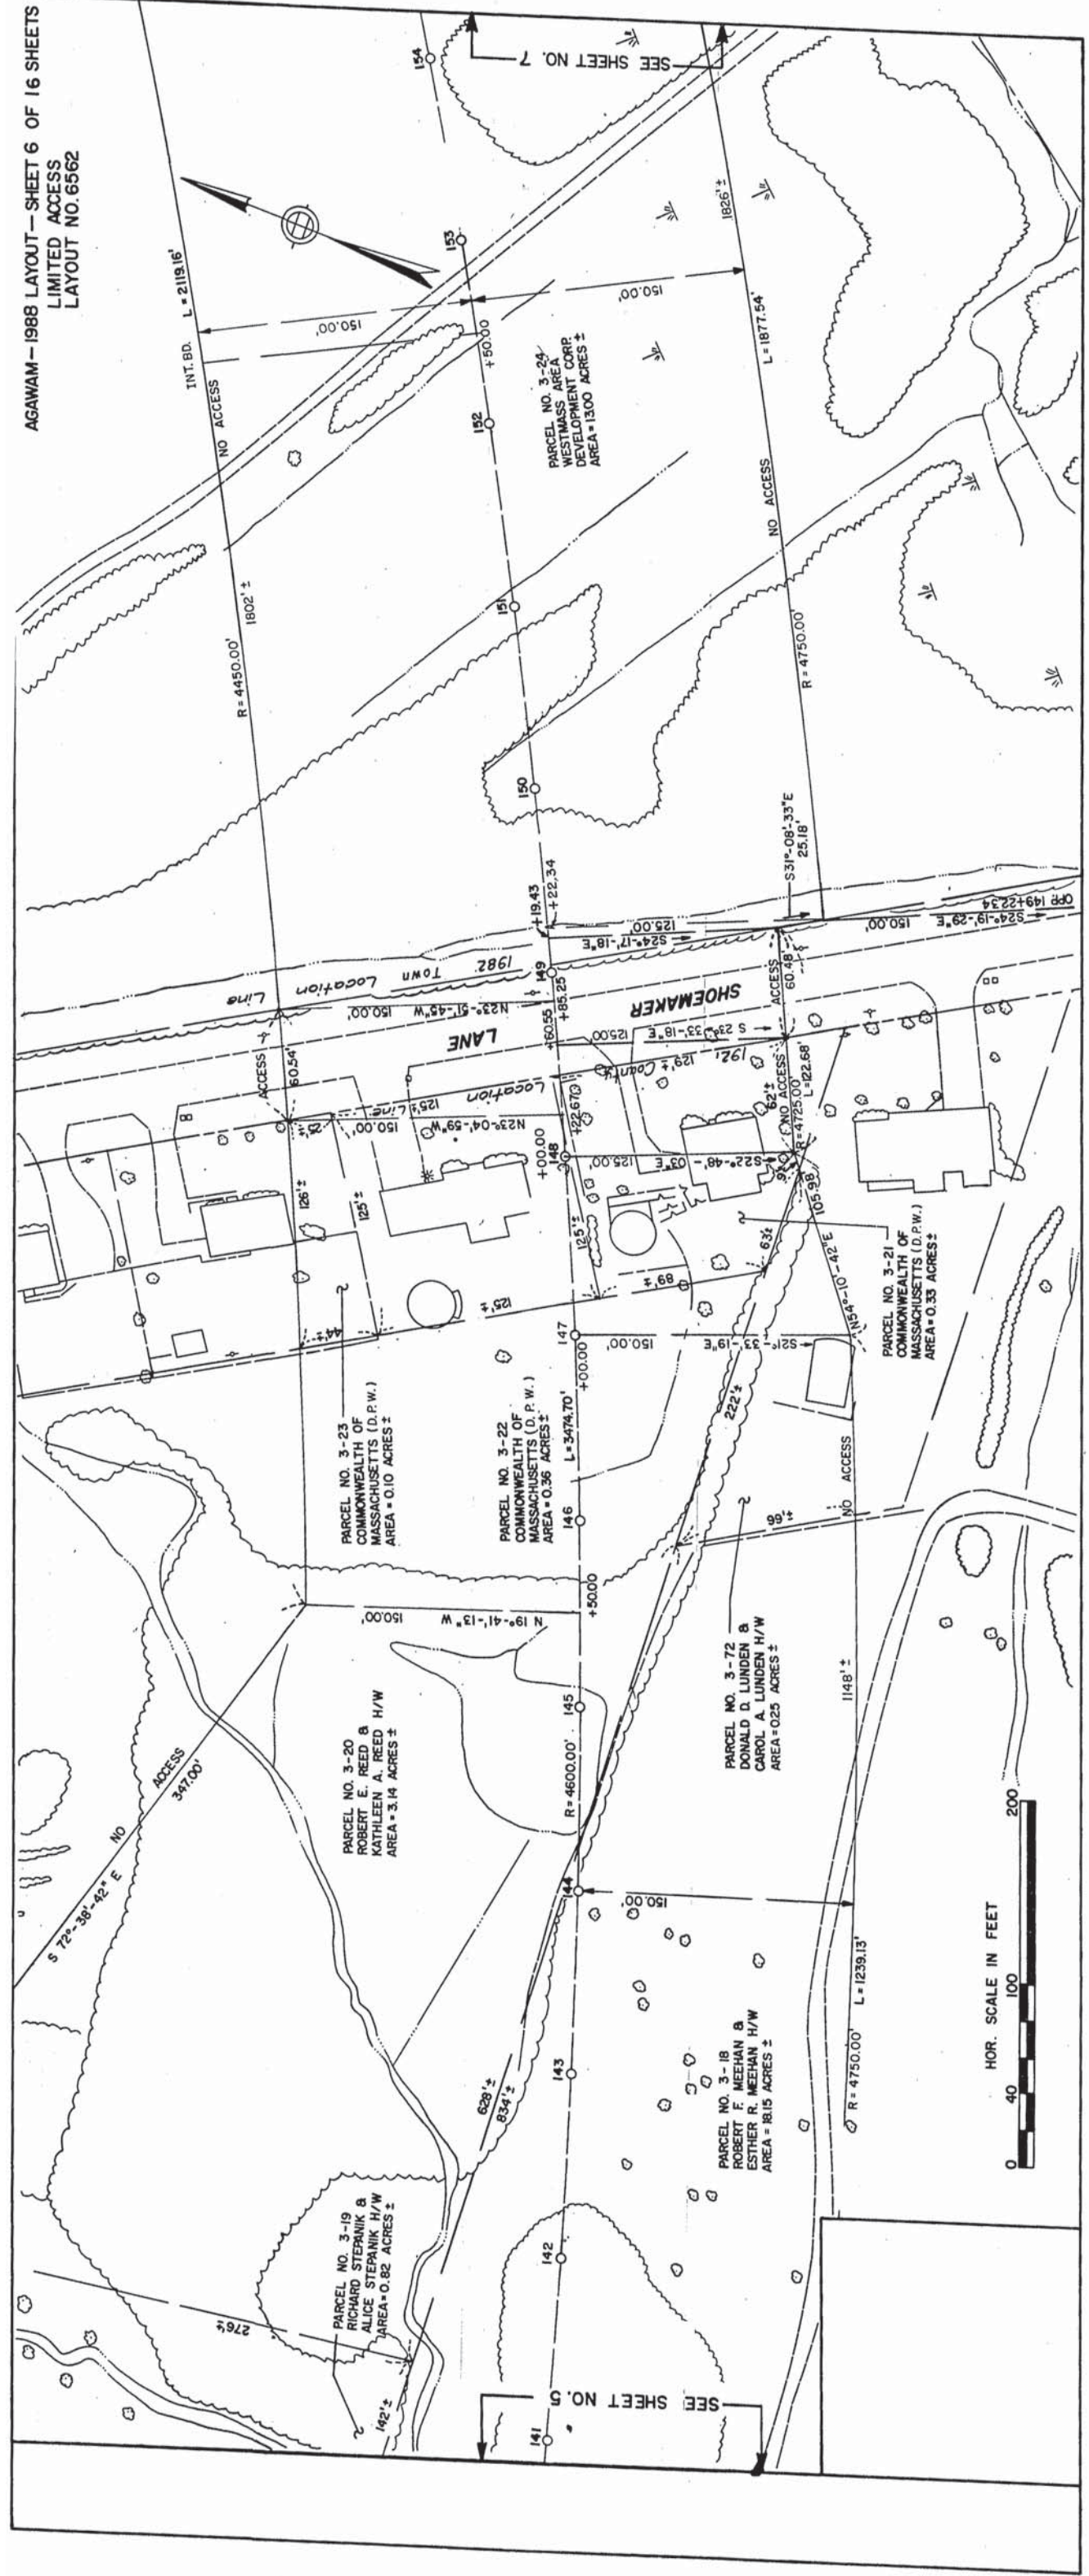 AGAWAM-1988 LAYOUT-SHEET 6 OF 16 SHEETS
LIMITED ACCESS
LAYOUT NO. 6562
SEE SHEET NO. 7
154
153
INT. BD.
L = 2119.16'
NO ACCESS
150.00'
150.00'
+50.00
152
1826'±
L = 1877.54'
NO ACCESS
PARCEL NO. 3-24
WESTMASS AREA
DEVELOPMENT CORP.
AREA = 13.00 ACRES ±
151
R = 4450.00'
1802'±
R = 4750.00'
150
+19.43
+22.34
S31°-08'-33"E
25.18'
125.00'
S24°-17'-18"E
150.00'
S24°-19'-29"E
OPP. 149+22.34
149
1982 Town Location Line
N23°-51'-45"W 150.00'
+60.55
+85.25
SHOEMAKER
LANE
ACCESS
60.54'
ACCESS
60.48'
125.00'
S 23°-33'-18"E
1921 County Location Line
129'±
125'±
25'±
N23°-04'-59"W 150.00'
+22.67
62'±
NO ACCESS
L=122.68'
R=4725.00'
148
+00.00
125.00'
S22°-48'-03"E
9'±
105.98'
126'±
125'±
125'±
63'±
89'±
125'±
44'±
N54°-10'-42"E
147
+00.00
150.00'
S21°-33'-19"E
PARCEL NO. 3-21
COMMONWEALTH OF
MASSACHUSETTS (D.P.W.)
AREA = 0.33 ACRES±
PARCEL NO. 3-23
COMMONWEALTH OF
MASSACHUSETTS (D.P.W.)
AREA = 0.10 ACRES ±
PARCEL NO. 3-22
COMMONWEALTH OF
MASSACHUSETTS (D.P.W.)
AREA = 0.36 ACRES±
L = 3474.70'
222'±
146
NO ACCESS
99'±
+50.00
N 19°-41'-13" W 150.00'
145
R = 4600.00'
PARCEL NO. 3-72
DONALD D. LUNDEN &
CAROL A. LUNDEN H/W
AREA = 0.25 ACRES ±
1148'±
PARCEL NO. 3-20
ROBERT E. REED &
KATHLEEN A. REED H/W
AREA = 3.14 ACRES ±
S 72°-38'-42" E
NO ACCESS
347.00'
144
150.00'
143
L = 1239.13'
R = 4750.00'
628'±
834'±
PARCEL NO. 3-18
ROBERT F. MEEHAN &
ESTHER R. MEEHAN H/W
AREA = 18.15 ACRES ±
142
PARCEL NO. 3-19
RICHARD STEPANIK &
ALICE STEPANIK H/W
AREA = 0.82 ACRES ±
276'±
142'±
141
SEE SHEET NO. 5
HOR. SCALE IN FEET
0 40 100 200